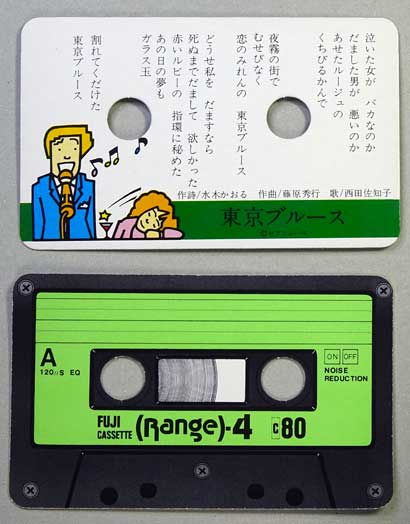 泣いた女が　バカなのか
だました男が　悪いのか
あせたルージュの
くちびるかんで
夜霧の街で
むせびなく
恋のみれんの　東京ブルース
どうせ私を　だますなら
死ぬまでだまして　欲しかった
赤いルビーの　指環に秘めた
あの日の夢も
ガラス玉
割れてくだけた
東京ブルース
作詩/水木かおる　作曲/藤原秀行　歌/西田佐知子
東京ブルース
A
120μS EQ
ON OFF
NOISE
REDUCTION
FUJI
CASSETTE
(Range)-4
C80